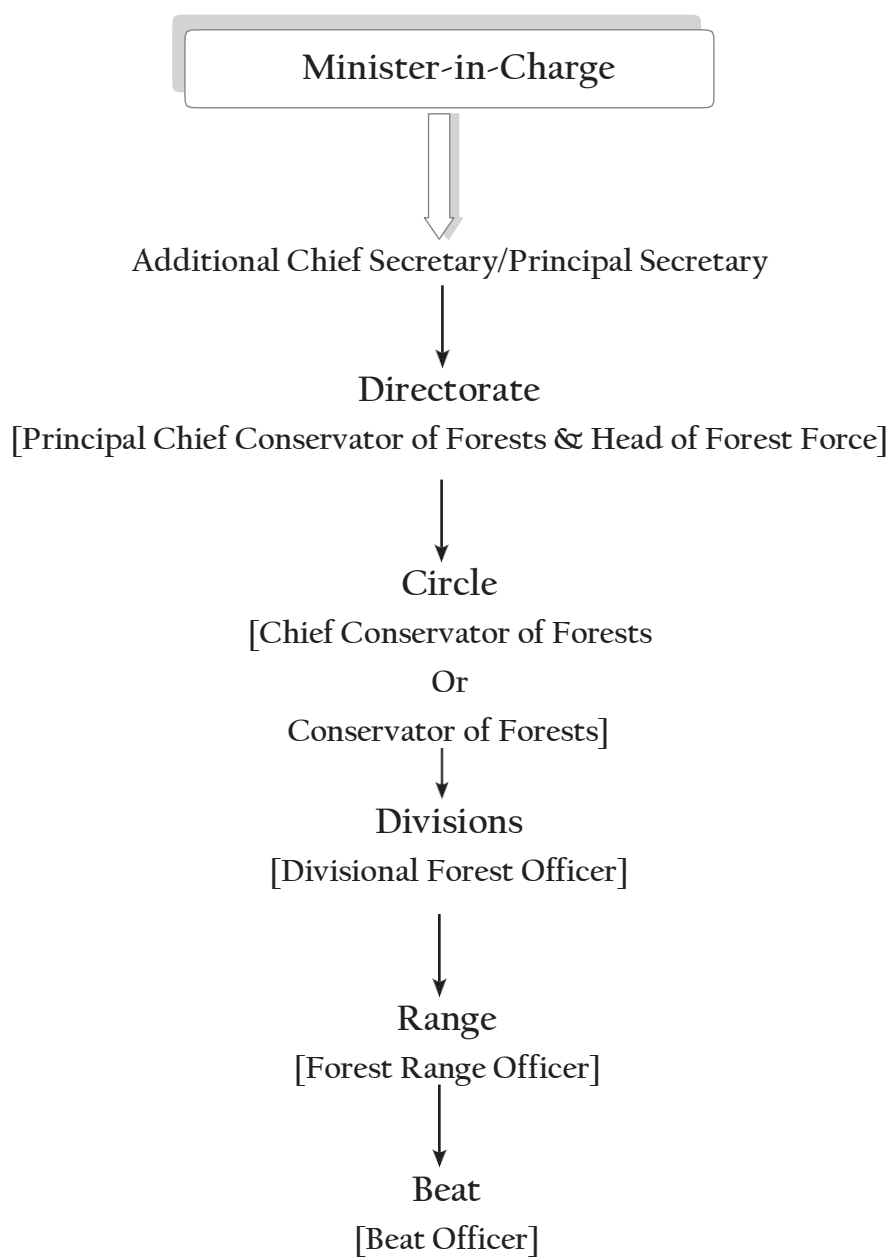 Minister-in-Charge
Additional Chief Secretary/Principal Secretary
Directorate
[Principal Chief Conservator of Forests & Head of Forest Force]
Circle
[Chief Conservator of Forests
Or
Conservator of Forests]
Divisions
[Divisional Forest Officer]
Range
[Forest Range Officer]
Beat
[Beat Officer]